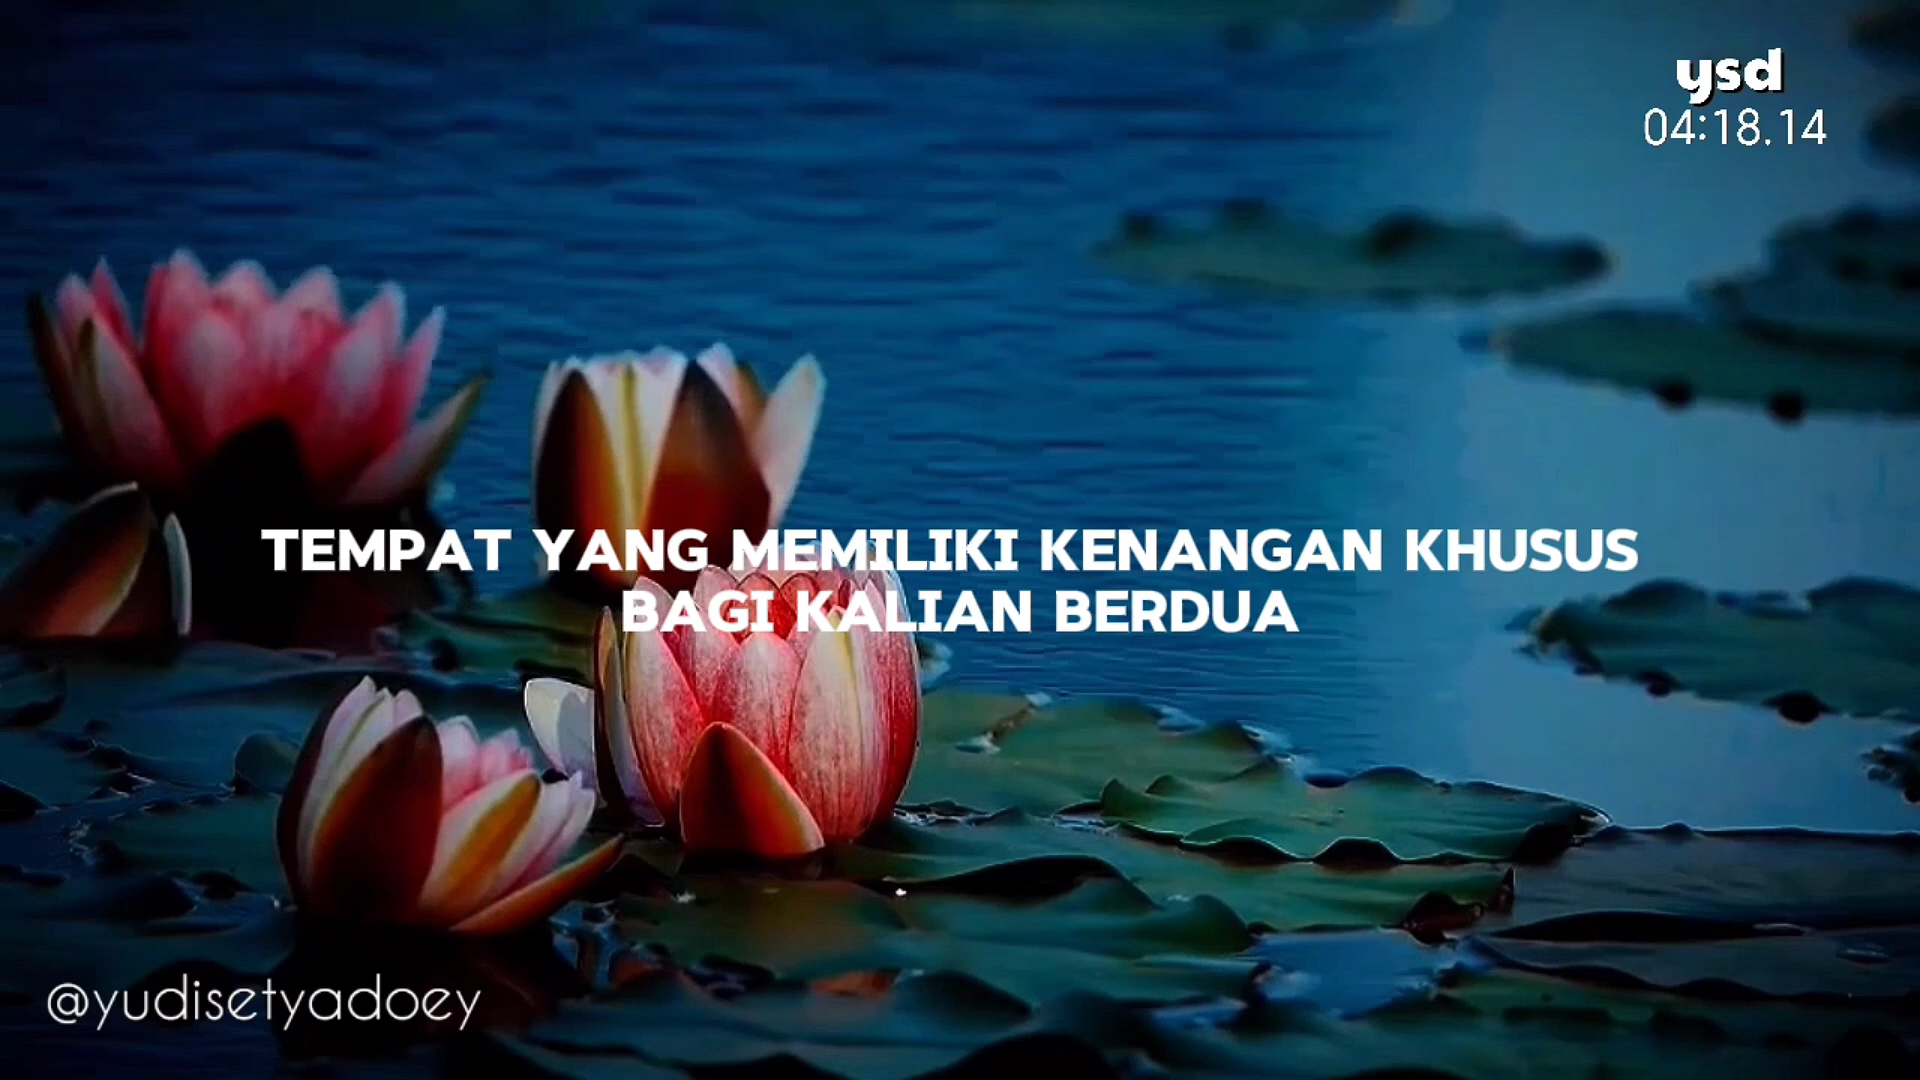 ysd
04:18.14
TEMPAT YANG MEMILIKI KENANGAN KHUSUS
BAGI KALIAN BERDUA
@yudisetyadoey